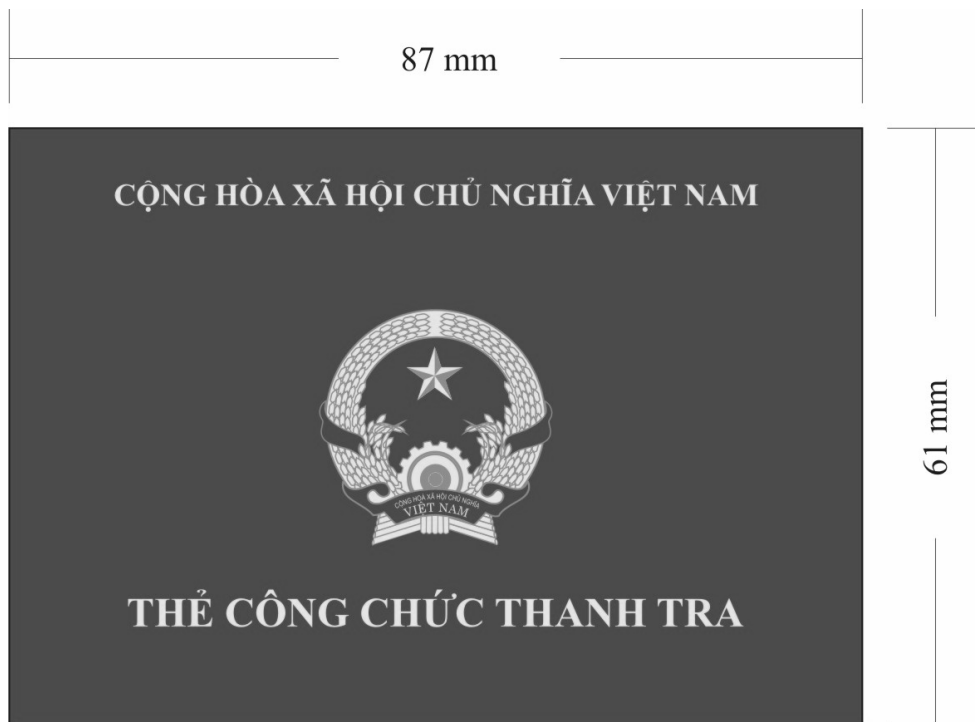 87 mm
CỘNG HÒA XÃ HỘI CHỦ NGHĨA VIỆT NAM
61 mm
CỘNG HOÀ XÃ HỘI CHỦ NGHĨA
VIỆT NAM
THẺ CÔNG CHỨC THANH TRA